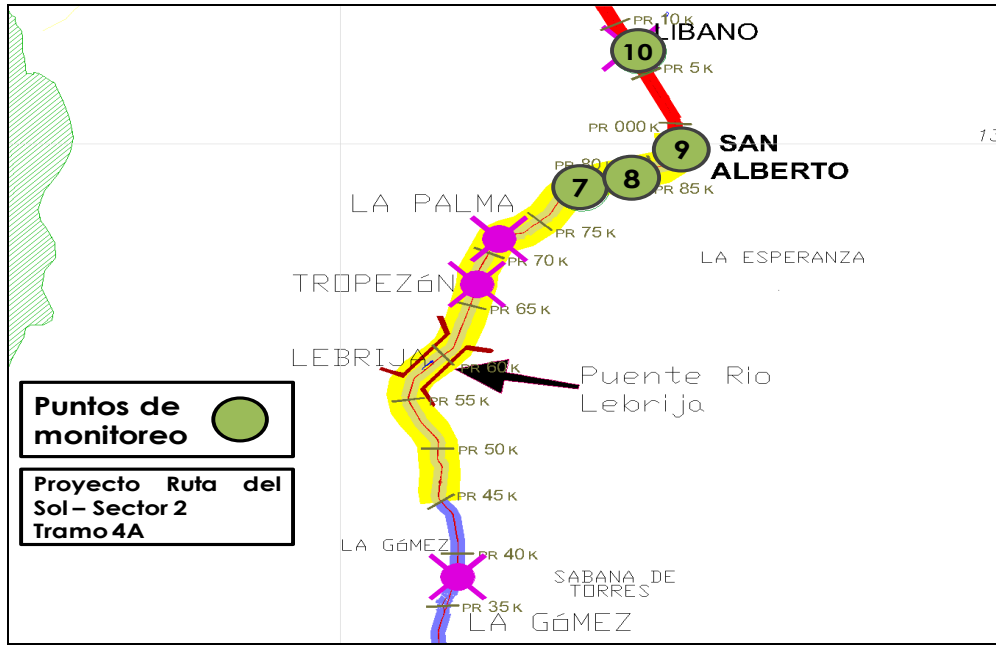 PR 10 K
LIBANO
10
PR 5 K
PR 000 K
13
SAN
ALBERTO
9
PR 80
8
7
PR 85 K
LA PALMA
PR 75 K
LA ESPERANZA
PR 70 K
TROPEZóN
PR 65 K
LEBRIJA
PR 60 K
Puente Rio
Lebrija
PR 55 K
Puntos de
monitoreo
PR 50 K
Proyecto Ruta del
Sol – Sector 2
Tramo 4A
PR 45 K
LA GóMEZ
PR 40 K
SABANA DE
TORRES
PR 35 K
LA GóMEZ